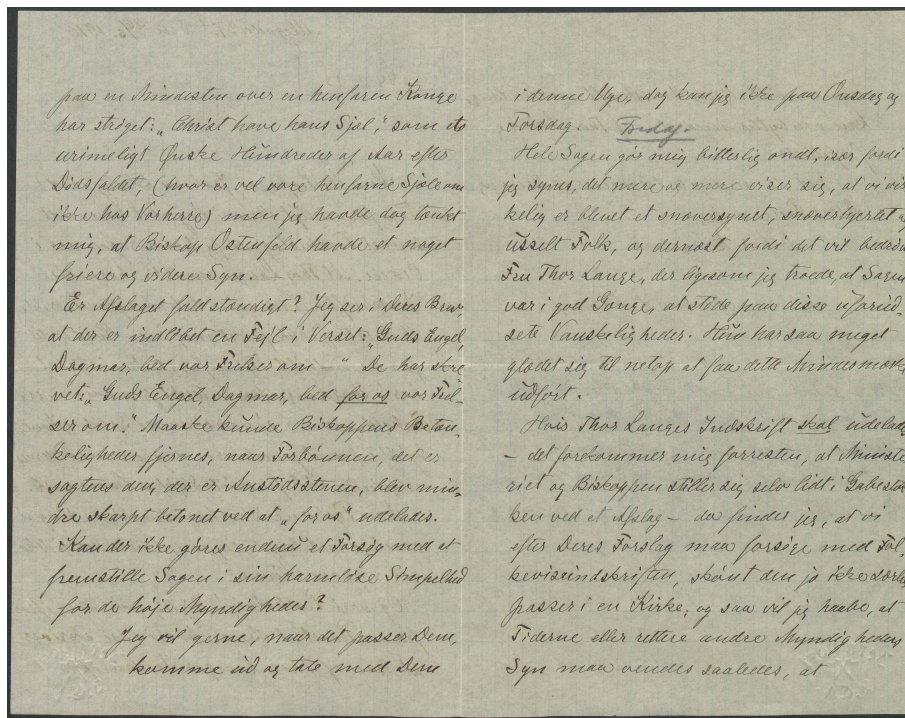 paa en Mindesten over en henfaren Konge
har strøget: „Christ have hans Sjæl“, som et
urimeligt Ønske Hundreder af Aar efter
Dødsfaldet, (hvor er vel vore henfarne Sjæle om
ikke hos Vorherre) men jeg havde dog tænkt
mig, at Biskop Ostenfeld havde et noget
friere og videre Syn.
Er Afslaget fuldstændigt? Jeg ser i Deres Brev,
at der er indløbet en Fejl i Verset: „Guds Engel,
Dagmar, bed vor Frelser om —“ De har skre
vet: „Guds Engel, Dagmar, bed for os vor Frel-
ser om“. Maaske kunde Biskoppens Betæn-
keligheder fjernes, naar Forbønnen, det er
sagtens den, der er Anstødsstenen, blev min-
dre skarpt betonet ved at „for os“ udelades.
Kan der ikke gøres endnu et Forsøg med at
fremstille Sagen i sin harmløse Simpelhed
for de høje Myndigheder?
Jeg vil gerne, naar det passer Dem,
komme ud og tale med Dem
i denne Uge, dog kan jeg ikke paa Onsdag og
Torsdag. Fredag.
Hele Sagen gør mig bitterlig ondt, især fordi
jeg synes, det mere og mere viser sig, at vi vir
kelig er blevet et snæversynet, snæverhjertet og
usselt Folk, og dernæst fordi det vil bedrøve
Fru Thor Lange, der ligesom jeg troede, at Sagen
var i god Gænge, at støde paa disse uforud-
sete Vanskeligheder. Hun har saa meget
glædet sig til netop at faa dette Mindesmærke
udført.
Hvis Thor Langes Indskrift skal udelades
— det forekommer mig forresten, at Ministe
riet og Biskoppen stiller sig selv lidt i Gabestok
ken ved et Afslag — da findes jeg, at vi
efter Deres Forslag maa forsøge med Fol-
keviseindskriften, skønt den jo ikke særlig
passer i en Kirke; og saa vil jeg haabe, at
Tiderne eller rettere andre Myndigheders
Syn maa vendes saaledes, at